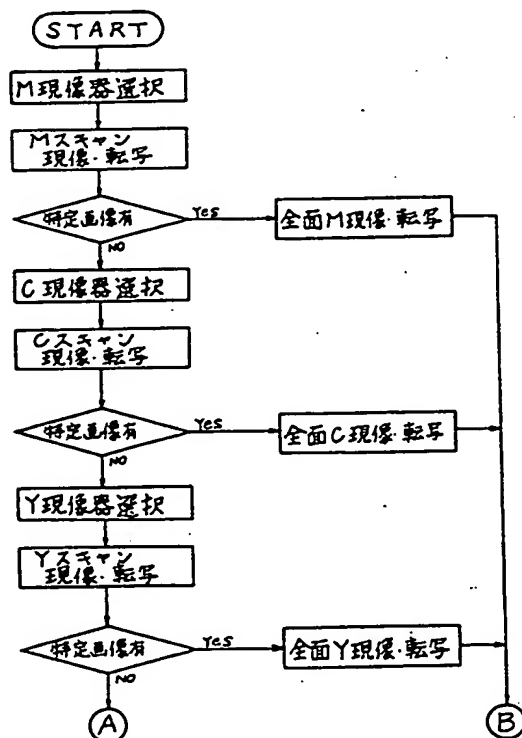 START
M現像器選択
Mスキャン
現像・転写
特定画像有
Yes
全面M現像・転写
NO
C現像器選択
Cスキャン
現像・転写
特定画像有
Yes
全面C現像・転写
NO
Y現像器選択
Yスキャン
現像・転写
特定画像有
Yes
全面Y現像・転写
NO
A
B